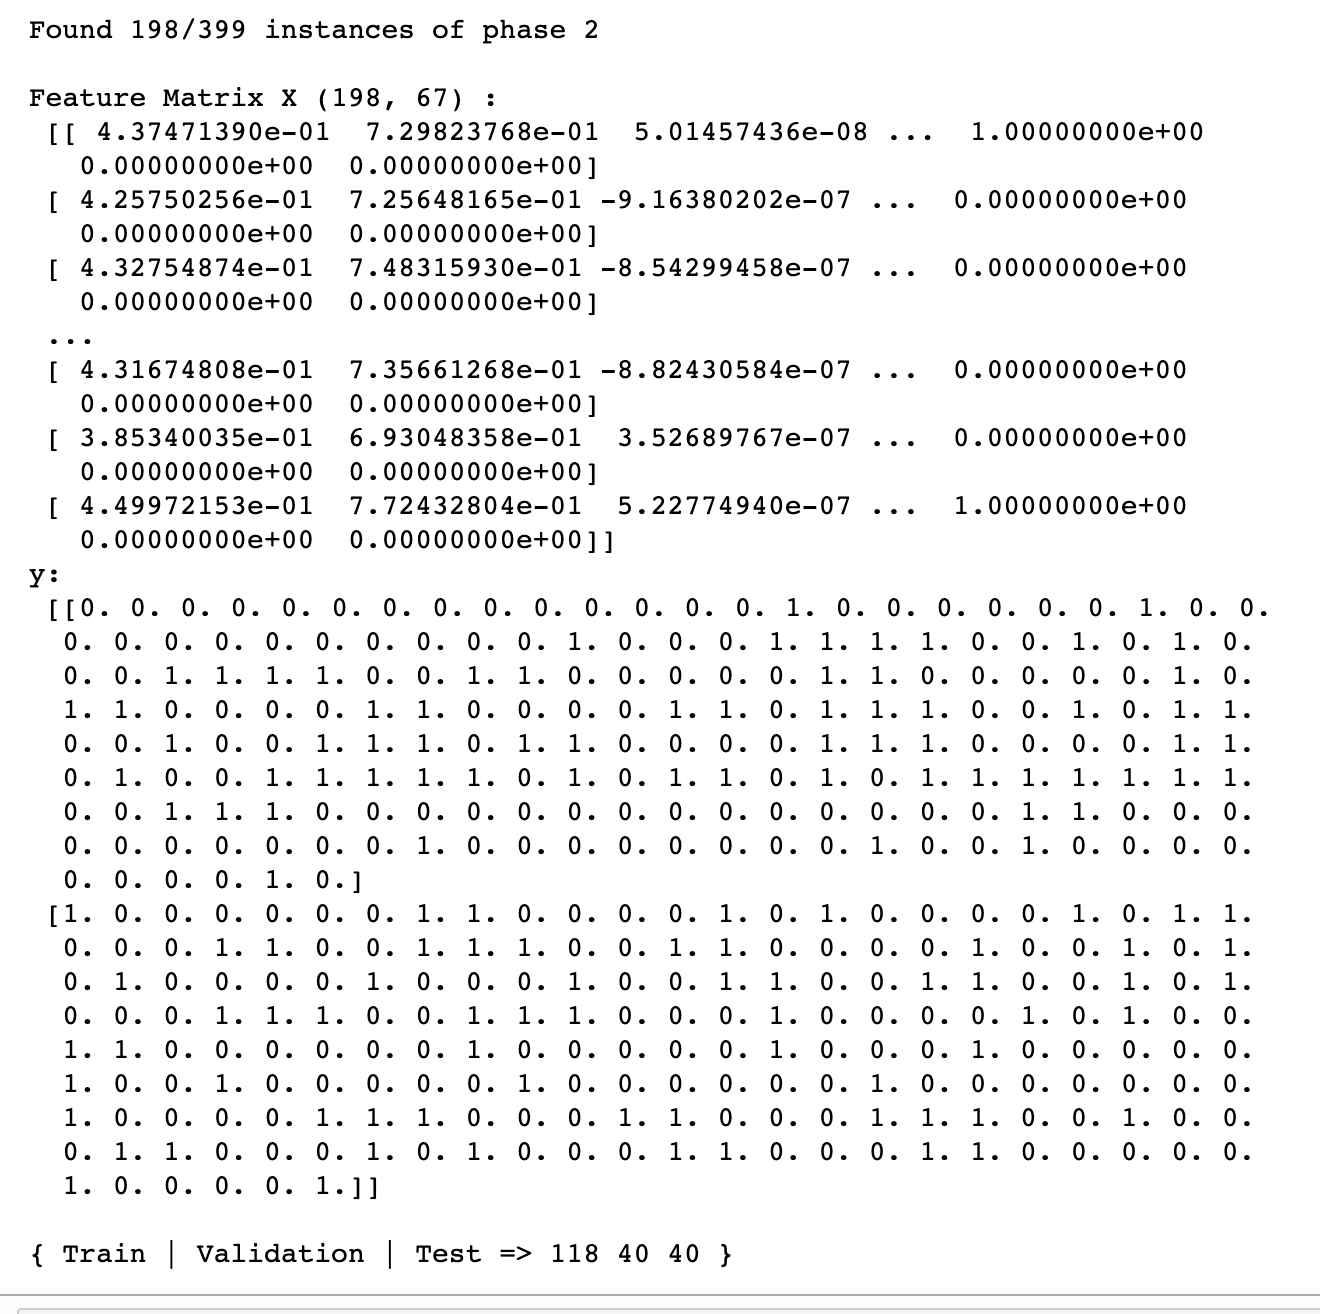 Found 198/399 instances of phase 2
Feature Matrix X (198, 67) :
[[ 4.37471390e-01 7.29823768e-01 5.01457436e-08 ... 1.00000000e+00
0.00000000e+00 0.00000000e+00]
[ 4.25750256e-01 7.25648165e-01 -9.16380202e-07 ... 0.00000000e+00
0.00000000e+00 0.00000000e+00]
[ 4.32754874e-01 7.48315930e-01 -8.54299458e-07 ... 0.00000000e+00
0.00000000e+00 0.00000000e+00]
...
[ 4.31674808e-01 7.35661268e-01 -8.82430584e-07 ... 0.00000000e+00
0.00000000e+00 0.00000000e+00]
[ 3.85340035e-01 6.93048358e-01 3.52689767e-07 ... 0.00000000e+00
0.00000000e+00 0.00000000e+00]
[ 4.49972153e-01 7.72432804e-01 5.22774940e-07 ... 1.00000000e+00
0.00000000e+00 0.00000000e+00]]
y:
[[0. 0. 0. 0. 0. 0. 0. 0. 0. 0. 0. 0. 0. 0. 1. 0. 0. 0. 0. 0. 0. 1. 0. 0.
0. 0. 0. 0. 0. 0. 0. 0. 0. 0. 1. 0. 0. 0. 1. 1. 1. 1. 0. 0. 1. 0. 1. 0.
0. 0. 1. 1. 1. 1. 0. 0. 1. 1. 0. 0. 0. 0. 0. 1. 1. 0. 0. 0. 0. 0. 1. 0.
1. 1. 0. 0. 0. 0. 1. 1. 0. 0. 0. 0. 1. 1. 0. 1. 1. 1. 0. 0. 1. 0. 1. 1.
0. 0. 1. 0. 0. 1. 1. 1. 0. 1. 1. 0. 0. 0. 0. 1. 1. 1. 0. 0. 0. 0. 1. 1.
0. 1. 0. 0. 1. 1. 1. 1. 1. 0. 1. 0. 1. 1. 0. 1. 0. 1. 1. 1. 1. 1. 1. 1.
0. 0. 1. 1. 1. 0. 0. 0. 0. 0. 0. 0. 0. 0. 0. 0. 0. 0. 0. 1. 1. 0. 0. 0.
0. 0. 0. 0. 0. 0. 0. 1. 0. 0. 0. 0. 0. 0. 0. 0. 1. 0. 0. 1. 0. 0. 0. 0.
0. 0. 0. 0. 1. 0.]
[1. 0. 0. 0. 0. 0. 0. 1. 1. 0. 0. 0. 0. 1. 0. 1. 0. 0. 0. 0. 1. 0. 1. 1.
0. 0. 0. 1. 1. 0. 0. 1. 1. 1. 0. 0. 1. 1. 0. 0. 0. 0. 1. 0. 0. 1. 0. 1.
0. 1. 0. 0. 0. 0. 1. 0. 0. 0. 1. 0. 0. 1. 1. 0. 0. 1. 1. 0. 0. 1. 0. 1.
0. 0. 0. 1. 1. 1. 0. 0. 1. 1. 1. 0. 0. 0. 1. 0. 0. 0. 0. 1. 0. 1. 0. 0.
1. 1. 0. 0. 0. 0. 0. 0. 1. 0. 0. 0. 0. 0. 1. 0. 0. 0. 1. 0. 0. 0. 0. 0.
1. 0. 0. 1. 0. 0. 0. 0. 0. 1. 0. 0. 0. 0. 0. 0. 1. 0. 0. 0. 0. 0. 0. 0.
1. 0. 0. 0. 0. 1. 1. 1. 0. 0. 0. 1. 1. 0. 0. 0. 1. 1. 1. 0. 0. 1. 0. 0.
0. 1. 1. 0. 0. 0. 1. 0. 1. 0. 0. 0. 1. 1. 0. 0. 0. 1. 1. 0. 0. 0. 0. 0.
1. 0. 0. 0. 0. 1.]]
{ Train | Validation | Test => 118 40 40 }